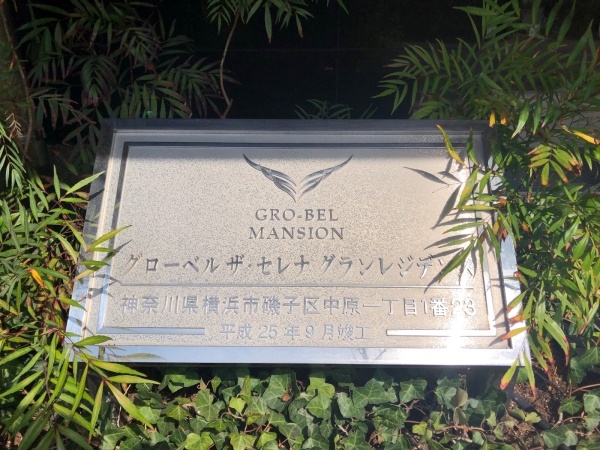 GRO-BEL
MANSION
グローベル ザ・セレナ グランレジデンス
神奈川県横浜市磯子区中原一丁目1番23
平成25年9月竣工